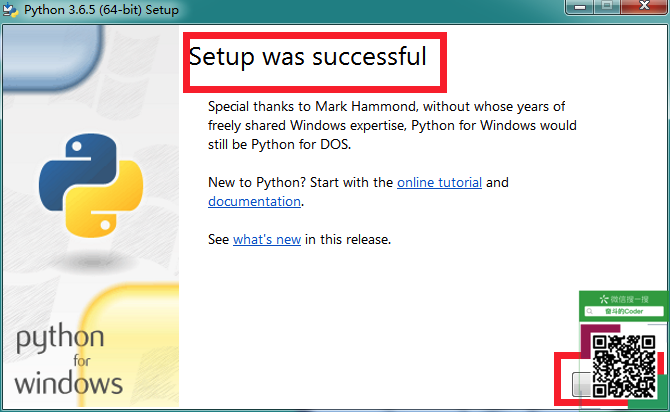 Python 3.6.5 (64-bit) Setup
Setup was successful
Special thanks to Mark Hammond, without whose years of
freely shared Windows expertise, Python for Windows would
still be Python for DOS.
New to Python? Start with the online tutorial and
documentation.
See what's new in this release.
微信搜一搜
奋斗的Coder
python
for
windows